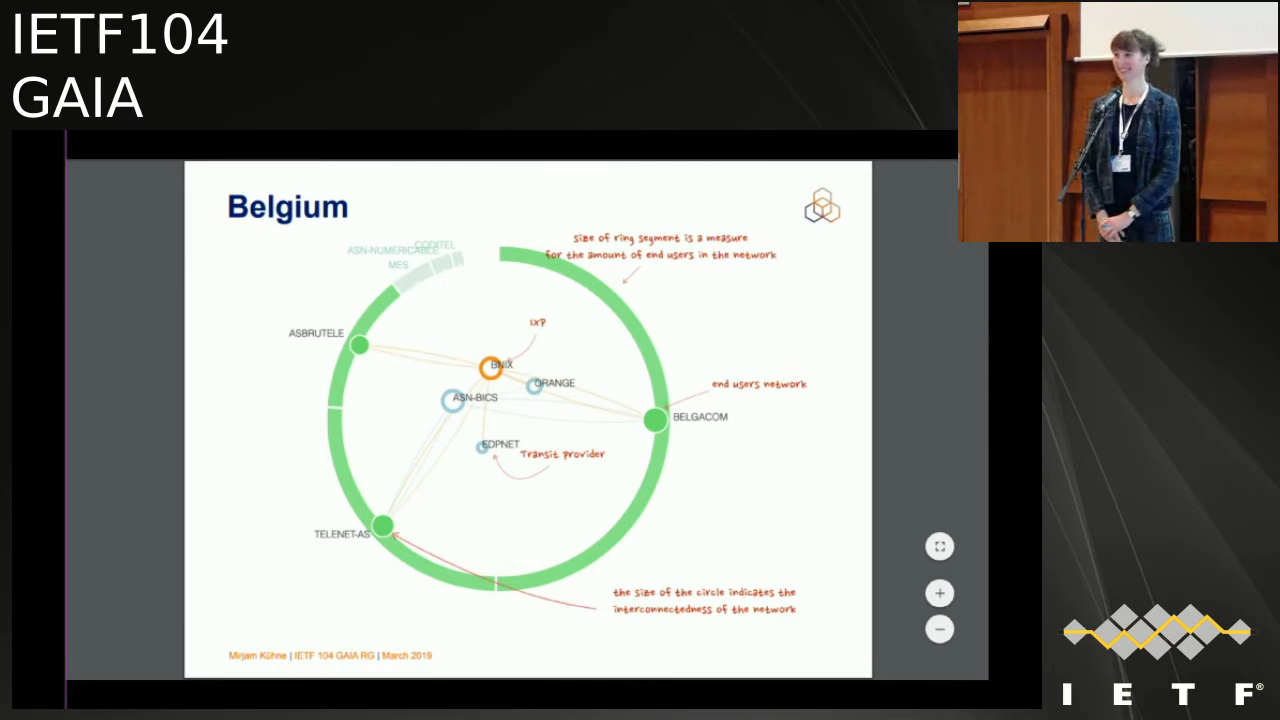 IETF104
GAIA
Belgium
size of ring segment is a measure
for the amount of end users in the network
CODITEL
ASN-NUMERICABLE
MES
IXP
ASBRUTELE
BNIX
ORANGE
end users network
ASN-BICS
BELGACOM
EDPNET
Transit provider
TELENET-AS
the size of the circle indicates the
interconnectedness of the network
Mirjam Kühne | IETF 104 GAIA RG | March 2019
I E T F®